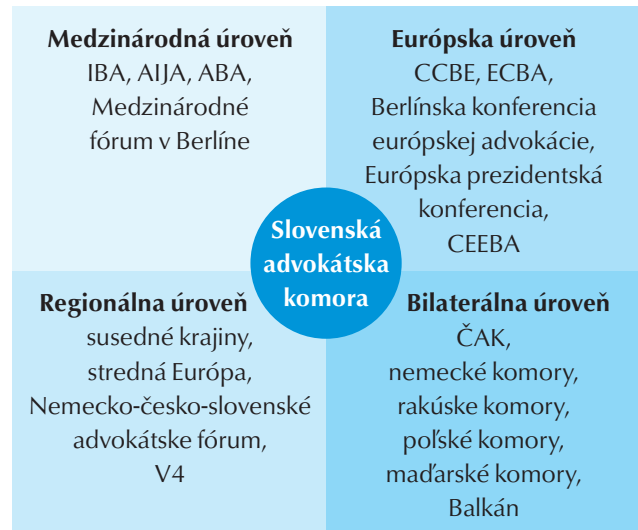 Medzinárodná úroveň
IBA, AIJA, ABA,
Medzinárodné
fórum v Berlíne
Európska úroveň
CCBE, ECBA,
Berlínska konferencia
európskej advokácie,
Európska prezidentská
konferencia,
CEEBA
Slovenská
advokátska
komora
Regionálna úroveň
susedné krajiny,
stredná Európa,
Nemecko-česko-slovenské
advokátske fórum,
V4
Bilaterálna úroveň
ČAK,
nemecké komory,
rakúske komory,
poľské komory,
maďarské komory,
Balkán